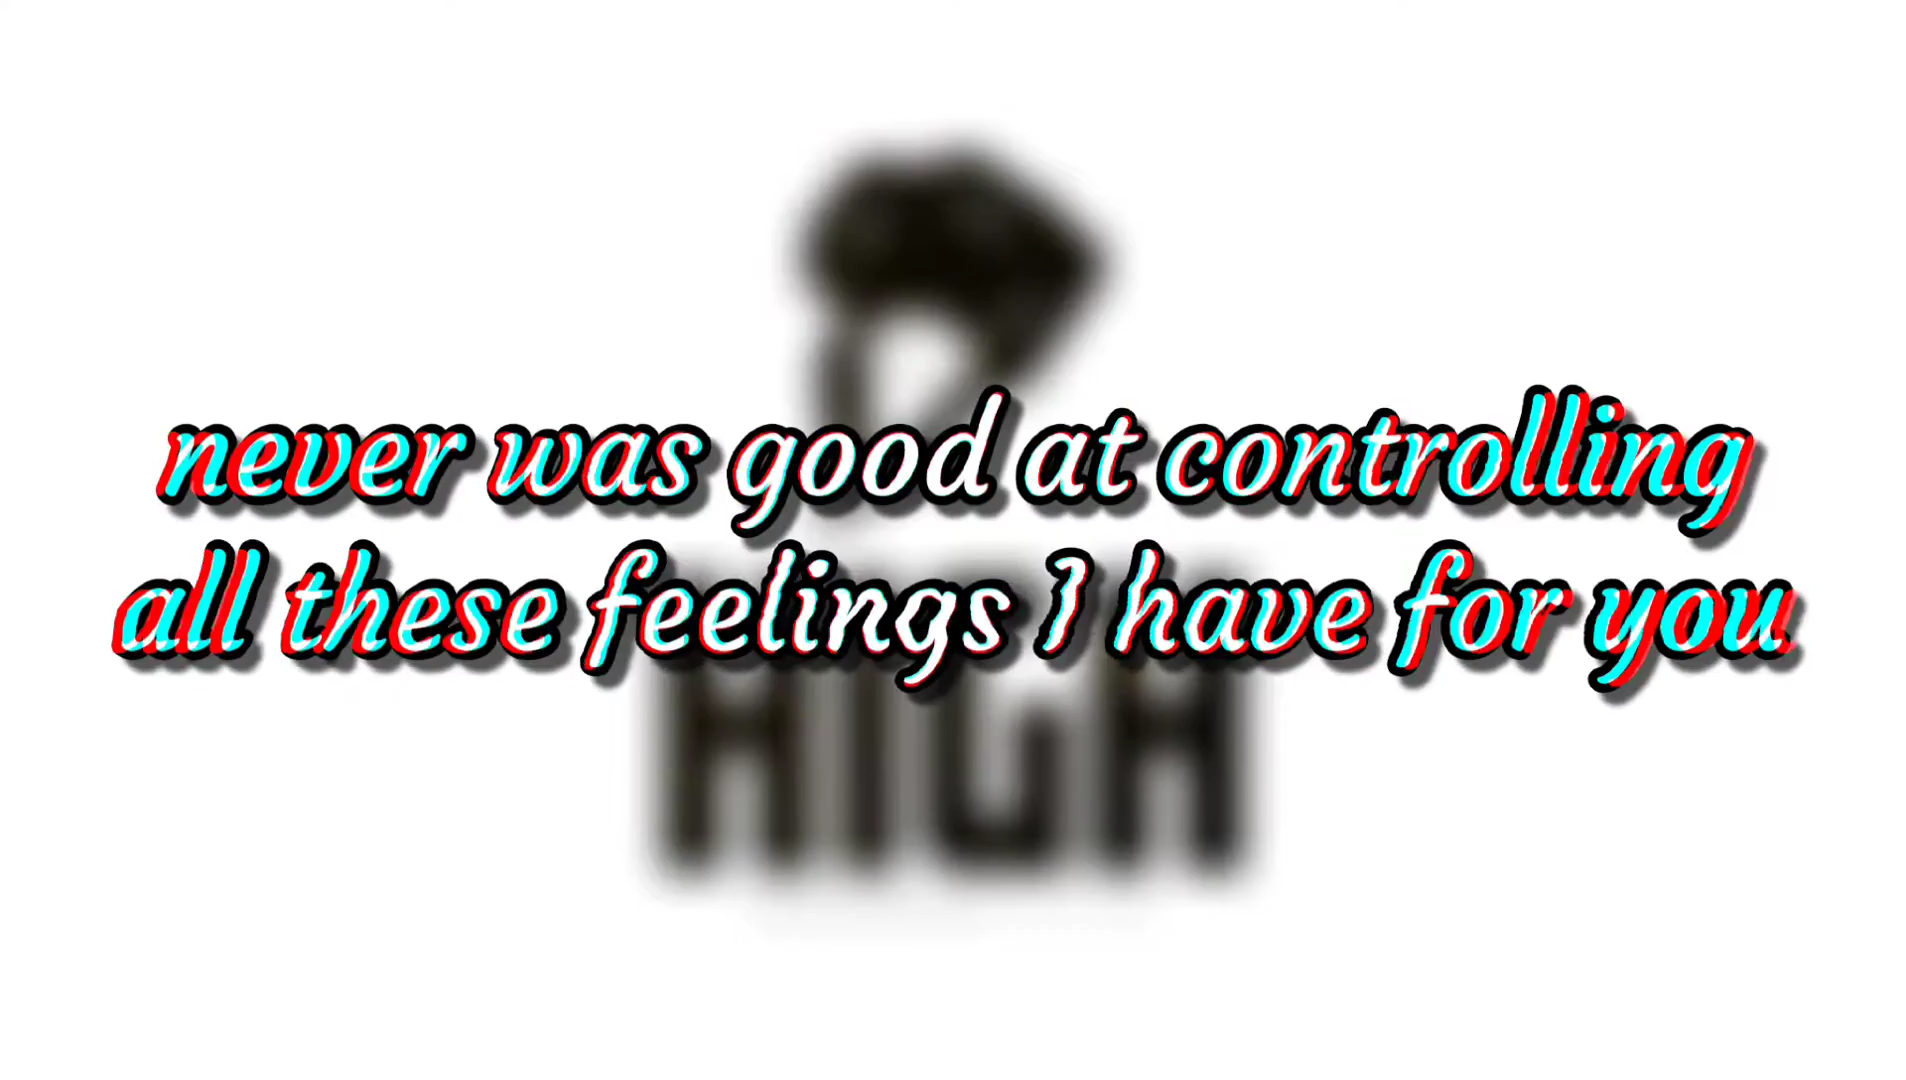 never was good at controlling
all these feelings I have for you
HIGH